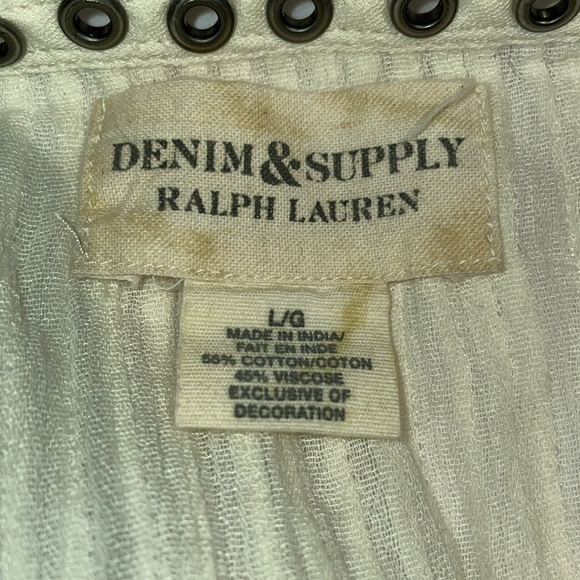 DENIM & SUPPLY
RALPH LAUREN
L/G
MADE IN INDIA/
FAIT EN INDE
55% COTTON/COTON
45% VISCOSE
EXCLUSIVE OF
DECORATION